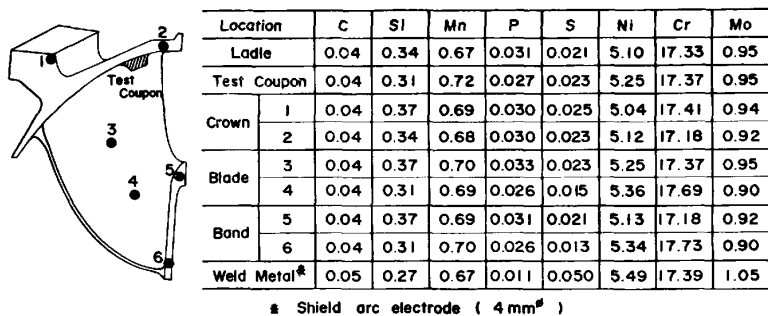 1
2
Test
Coupon
3
4
5
6
Location C Si Mn P S Ni Cr Mo
Ladle 0.04 0.34 0.67 0.031 0.021 5.10 17.33 0.95
Test Coupon 0.04 0.31 0.72 0.027 0.023 5.25 17.37 0.95
Crown 1 0.04 0.37 0.69 0.030 0.025 5.04 17.41 0.94
2 0.04 0.34 0.68 0.030 0.023 5.12 17.18 0.92
Blade 3 0.04 0.37 0.70 0.033 0.023 5.25 17.37 0.95
4 0.04 0.31 0.69 0.026 0.015 5.36 17.69 0.90
Band 5 0.04 0.37 0.69 0.031 0.021 5.13 17.18 0.92
6 0.04 0.31 0.70 0.026 0.013 5.34 17.73 0.90
Weld Metal* 0.05 0.27 0.67 0.011 0.050 5.49 17.39 1.05
* Shield arc electrode ( 4mmø )